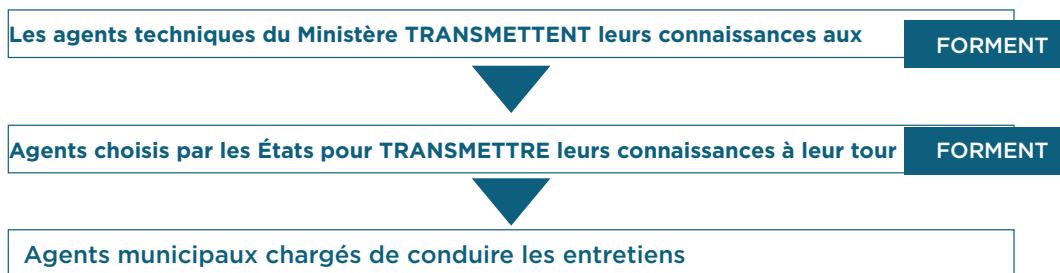 Les agents techniques du Ministère TRANSMETTENT leurs connaissances aux
FORMENT
Agents choisis par les États pour TRANSMETTRE leurs connaissances à leur tour
FORMENT
Agents municipaux chargés de conduire les entretiens